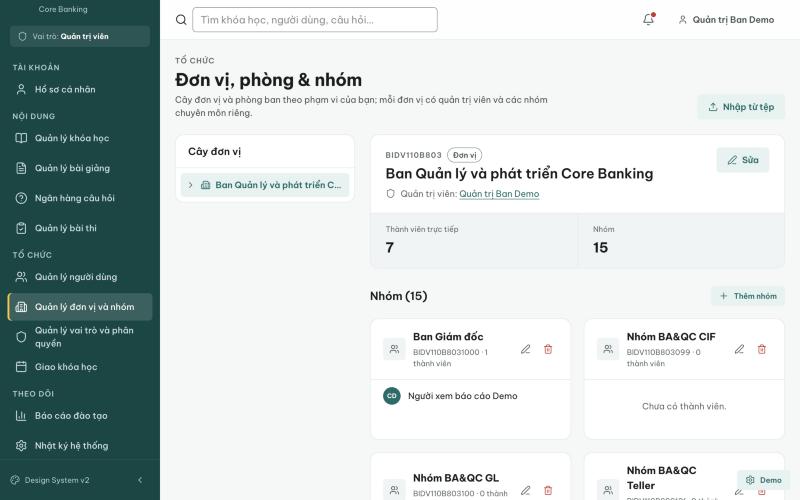 Core Banking
Vai trò: Quản trị viên
TÀI KHOẢN
Hồ sơ cá nhân
NỘI DUNG
Quản lý khóa học
Quản lý bài giảng
Ngân hàng câu hỏi
Quản lý bài thi
TỔ CHỨC
Quản lý người dùng
Quản lý đơn vị và nhóm
Quản lý vai trò và phân
quyền
Giao khóa học
THEO DÕI
Báo cáo đào tạo
Nhật ký hệ thống
Design System v2
Tìm khóa học, người dùng, câu hỏi...
Quản trị Ban Demo
TỔ CHỨC
Đơn vị, phòng & nhóm
Cây đơn vị và phòng ban theo phạm vi của bạn; mỗi đơn vị có quản trị viên và các nhóm
chuyên môn riêng.
Nhập từ tệp
Cây đơn vị
Ban Quản lý và phát triển C...
BIDV110B803 Đơn vị
Ban Quản lý và phát triển Core Banking
Quản trị viên: Quản trị Ban Demo
Sửa
Thành viên trực tiếp
7
Nhóm
15
Nhóm (15)
Thêm nhóm
Ban Giám đốc
BIDV110B8031000 · 1
thành viên
CD Người xem báo cáo Demo
Nhóm BA&QC CIF
BIDV110B803099 · 0
thành viên
Chưa có thành viên.
Nhóm BA&QC GL
BIDV110B803100 · 0 thành
Nhóm BA&QC
Teller
Demo